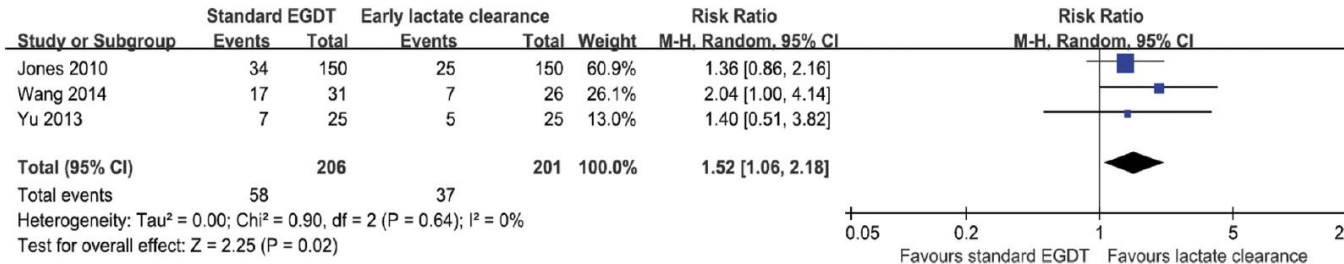 Standard EGDT Early lactate clearance Risk Ratio Risk Ratio
Study or Subgroup Events Total Events Total Weight M-H, Random, 95% CI M-H, Random, 95% CI
Jones 2010 34 150 25 150 60.9% 1.36 [0.86, 2.16]
Wang 2014 17 31 7 26 26.1% 2.04 [1.00, 4.14]
Yu 2013 7 25 5 25 13.0% 1.40 [0.51, 3.82]
Total (95% CI) 206 201 100.0% 1.52 [1.06, 2.18]
Total events 58 37
Heterogeneity: Tau² = 0.00; Chi² = 0.90, df = 2 (P = 0.64); I² = 0%
Test for overall effect: Z = 2.25 (P = 0.02)
0.05 0.2 1 5 2
Favours standard EGDT Favours lactate clearance